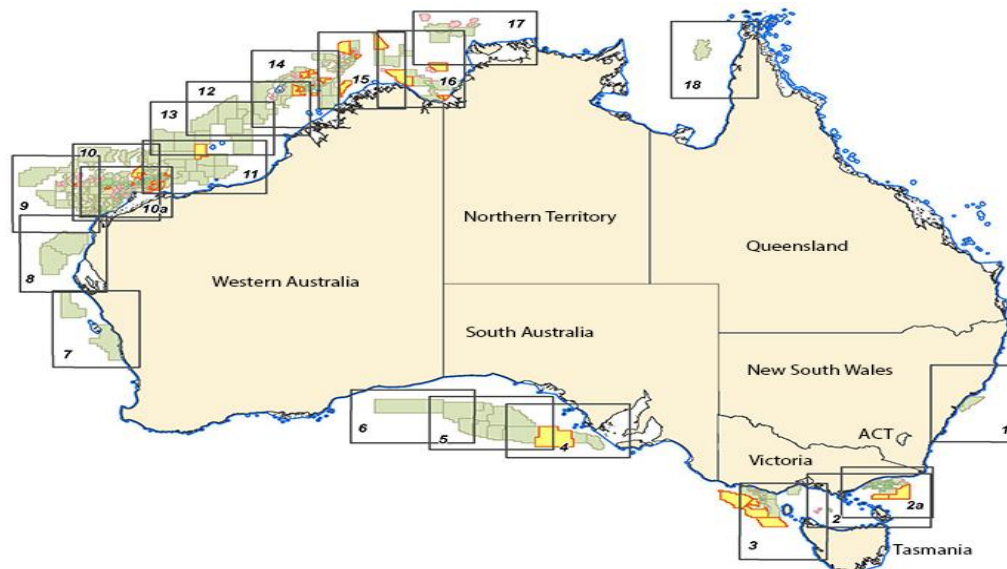 17
14
18
15
16
12
13
10
11
9
10a
Northern Territory
Queensland
8
Western Australia
South Australia
7
New South Wales
6
5
4
ACT
1
Victoria
2a
2
3
Tasmania